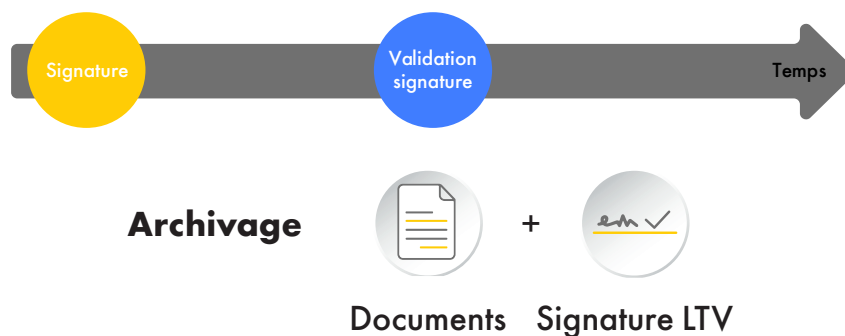 Signature
Validation
signature
Temps
Archivage
+
Documents
Signature LTV